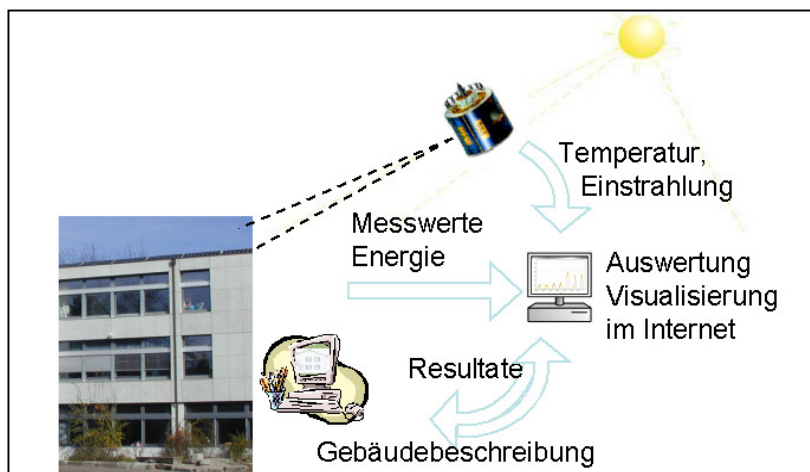 Temperatur,
Einstrahlung
Messwerte
Energie
Auswertung
Visualisierung
im Internet
Resultate
Gebäudebeschreibung